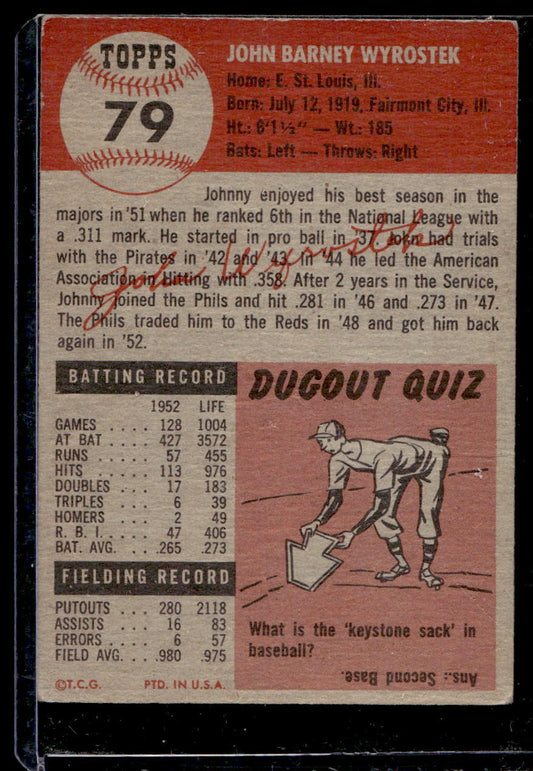 TOPPS
79
JOHN BARNEY WYROSTEK
Home: E. St. Louis, Ill.
Born: July 12, 1919, Fairmont City, Ill.
Ht.: 6'1½" — Wt.: 185
Bats: Left — Throws: Right
Johnny enjoyed his best season in the
majors in '51 when he ranked 6th in the National League with
a .311 mark. He started in pro ball in '37. John had trials
with the Pirates in '42 and '43. In '44 he led the American
Association in Hitting with .358. After 2 years in the Service,
Johnny joined the Phils and hit .281 in '46 and .273 in '47.
The Phils traded him to the Reds in '48 and got him back
again in '52.
John Wyrostek
BATTING RECORD
1952 LIFE
GAMES . . . . 128 1004
AT BAT . . . . 427 3572
RUNS . . . . 57 455
HITS . . . . 113 976
DOUBLES . . . 17 183
TRIPLES . . . 6 39
HOMERS . . . 2 49
R. B. I. . . . . 47 406
BAT. AVG. . . .265 .273
FIELDING RECORD
PUTOUTS . . . 280 2118
ASSISTS . . . 16 83
ERRORS . . . 6 57
FIELD AVG. . . .980 .975
©T.C.G. PTD. IN U.S.A.
DUGOUT QUIZ
What is the 'keystone sack' in
baseball?
Ans.: Second Base.